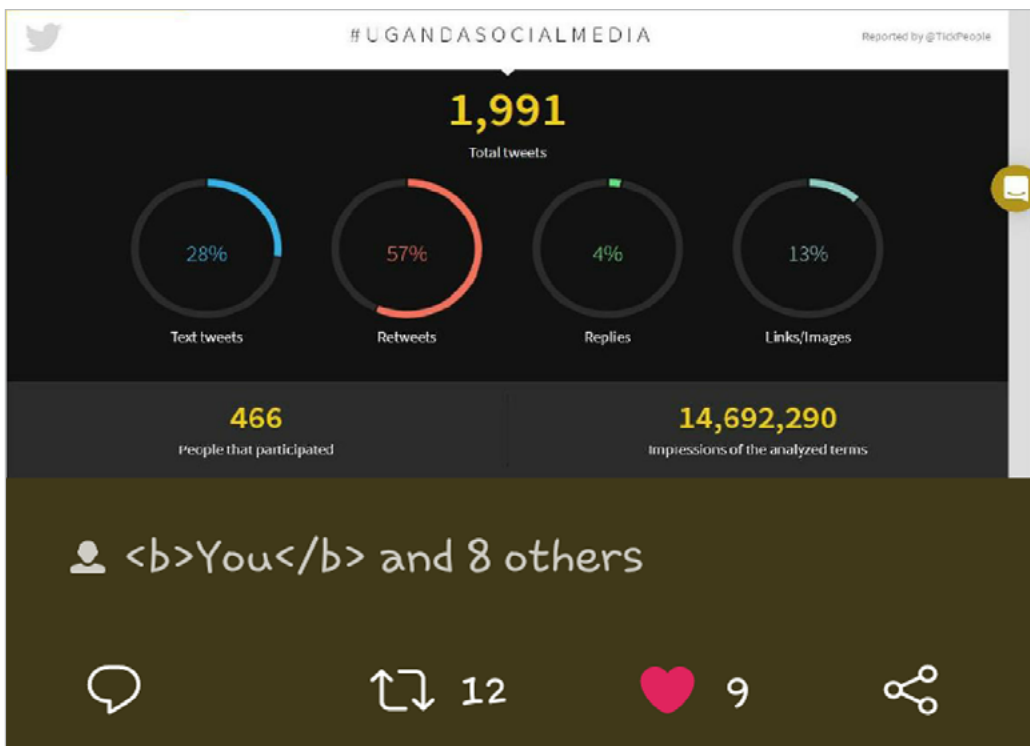 #UGANDASOCIALMEDIA
Reported by @TickPeople
1,991
Total tweets
28%
57%
4%
13%
Text tweets
Retweets
Replies
Links/Images
466
14,692,290
People that participated
Impressions of the analyzed terms
<b>You</b> and 8 others
12
9